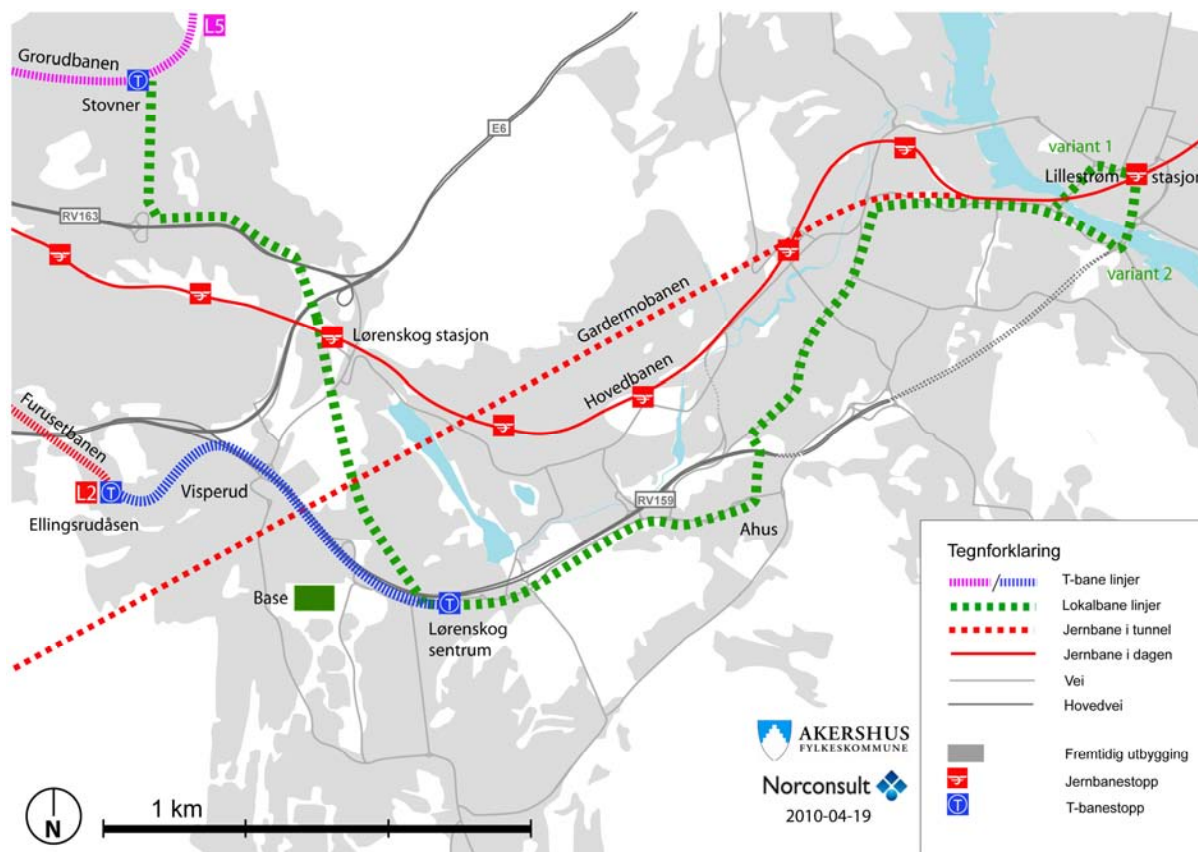 L5
Grorudbanen
T
Stovner
E6
variant 1
Lillestrøm stasjon
RV163
variant 2
Gardermobanen
Lørenskog stasjon
Hovedbanen
Furusetbanen
L2
T
Visperud
Ellingsrudåsen
RV159
Ahus
Base
T
Lørenskog
sentrum
Tegnforklaring
/ T-bane linjer
Lokalbane linjer
Jernbane i tunnel
Jernbane i dagen
Vei
Hovedvei
Fremtidig utbygging
Jernbanestopp
T T-banestopp
AKERSHUS
FYLKESKOMMUNE
Norconsult
2010-04-19
N
1 km